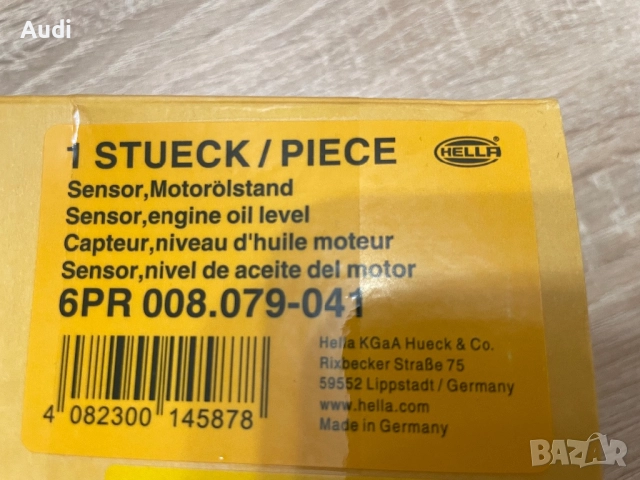 Audi
1 STUECK / PIECE
HELLA
Sensor,Motorölstand
Sensor,engine oil level
Capteur,niveau d'huile moteur
Sensor,nivel de aceite del motor
6PR 008.079-041
Hella KGaA Hueck & Co.
Rixbecker Straße 75
59552 Lippstadt / Germany
www.hella.com
Made in Germany
4 082300 145878
BAZAR